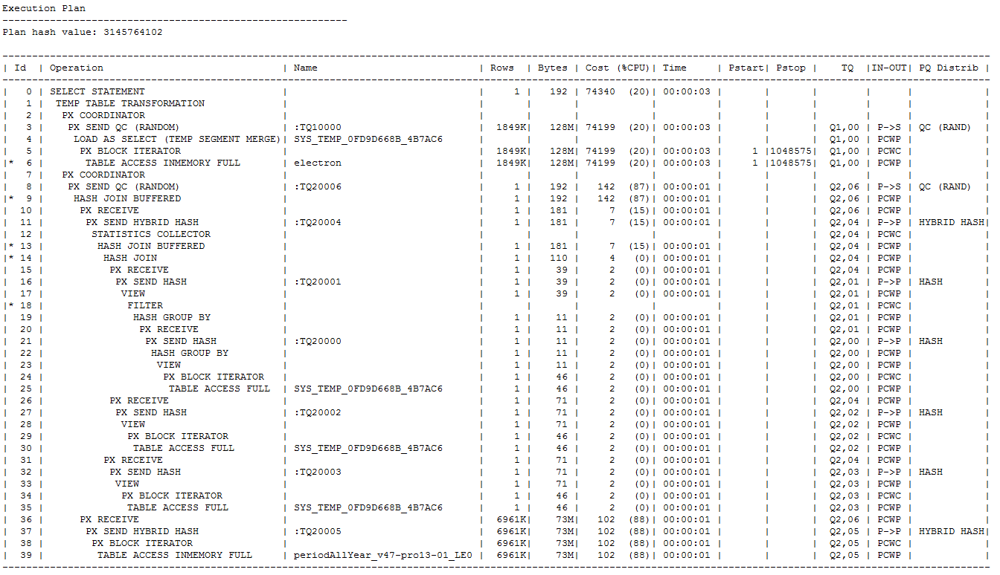 Execution Plan
----------------------------------------------------------
Plan hash value: 3145764102
--------------------------------------------------------------------------------------------------------------------------------------------------------------------
| Id | Operation | Name | Rows | Bytes | Cost (%CPU)| Time | Pstart| Pstop | TQ |IN-OUT| PQ Distrib |
--------------------------------------------------------------------------------------------------------------------------------------------------------------------
| 0 | SELECT STATEMENT | | 1 | 192 | 74340 (20)| 00:00:03 | | | | | |
| 1 | TEMP TABLE TRANSFORMATION | | | | | | | | | | |
| 2 | PX COORDINATOR | | | | | | | | | | |
| 3 | PX SEND QC (RANDOM) | :TQ10000 | 1849K| 128M| 74199 (20)| 00:00:03 | | | Q1,00 | P->S | QC (RAND) |
| 4 | LOAD AS SELECT (TEMP SEGMENT MERGE)| SYS_TEMP_0FD9D668B_4B7AC6 | | | | | | | Q1,00 | PCWP | |
| 5 | PX BLOCK ITERATOR | | 1849K| 128M| 74199 (20)| 00:00:03 | 1 |1048575| Q1,00 | PCWC | |
|* 6 | TABLE ACCESS INMEMORY FULL | electron | 1849K| 128M| 74199 (20)| 00:00:03 | 1 |1048575| Q1,00 | PCWP | |
| 7 | PX COORDINATOR | | | | | | | | | | |
| 8 | PX SEND QC (RANDOM) | :TQ20006 | 1 | 192 | 142 (87)| 00:00:01 | | | Q2,06 | P->S | QC (RAND) |
|* 9 | HASH JOIN BUFFERED | | 1 | 192 | 142 (87)| 00:00:01 | | | Q2,06 | PCWP | |
| 10 | PX RECEIVE | | 1 | 181 | 7 (15)| 00:00:01 | | | Q2,06 | PCWP | |
| 11 | PX SEND HYBRID HASH | :TQ20004 | 1 | 181 | 7 (15)| 00:00:01 | | | Q2,04 | P->P | HYBRID HASH|
| 12 | STATISTICS COLLECTOR | | | | | | | | Q2,04 | PCWC | |
|* 13 | HASH JOIN BUFFERED | | 1 | 181 | 7 (15)| 00:00:01 | | | Q2,04 | PCWP | |
|* 14 | HASH JOIN | | 1 | 110 | 4 (0)| 00:00:01 | | | Q2,04 | PCWP | |
| 15 | PX RECEIVE | | 1 | 39 | 2 (0)| 00:00:01 | | | Q2,04 | PCWP | |
| 16 | PX SEND HASH | :TQ20001 | 1 | 39 | 2 (0)| 00:00:01 | | | Q2,01 | P->P | HASH |
| 17 | VIEW | | 1 | 39 | 2 (0)| 00:00:01 | | | Q2,01 | PCWP | |
|* 18 | FILTER | | | | | | | | Q2,01 | PCWC | |
| 19 | HASH GROUP BY | | 1 | 11 | 2 (0)| 00:00:01 | | | Q2,01 | PCWP | |
| 20 | PX RECEIVE | | 1 | 11 | 2 (0)| 00:00:01 | | | Q2,01 | PCWP | |
| 21 | PX SEND HASH | :TQ20000 | 1 | 11 | 2 (0)| 00:00:01 | | | Q2,00 | P->P | HASH |
| 22 | HASH GROUP BY | | 1 | 11 | 2 (0)| 00:00:01 | | | Q2,00 | PCWP | |
| 23 | VIEW | | 1 | 11 | 2 (0)| 00:00:01 | | | Q2,00 | PCWP | |
| 24 | PX BLOCK ITERATOR | | 1 | 46 | 2 (0)| 00:00:01 | | | Q2,00 | PCWC | |
| 25 | TABLE ACCESS FULL | SYS_TEMP_0FD9D668B_4B7AC6 | 1 | 46 | 2 (0)| 00:00:01 | | | Q2,00 | PCWP | |
| 26 | PX RECEIVE | | 1 | 71 | 2 (0)| 00:00:01 | | | Q2,04 | PCWP | |
| 27 | PX SEND HASH | :TQ20002 | 1 | 71 | 2 (0)| 00:00:01 | | | Q2,02 | P->P | HASH |
| 28 | VIEW | | 1 | 71 | 2 (0)| 00:00:01 | | | Q2,02 | PCWP | |
| 29 | PX BLOCK ITERATOR | | 1 | 46 | 2 (0)| 00:00:01 | | | Q2,02 | PCWC | |
| 30 | TABLE ACCESS FULL | SYS_TEMP_0FD9D668B_4B7AC6 | 1 | 46 | 2 (0)| 00:00:01 | | | Q2,02 | PCWP | |
| 31 | PX RECEIVE | | 1 | 71 | 2 (0)| 00:00:01 | | | Q2,04 | PCWP | |
| 32 | PX SEND HASH | :TQ20003 | 1 | 71 | 2 (0)| 00:00:01 | | | Q2,03 | P->P | HASH |
| 33 | VIEW | | 1 | 71 | 2 (0)| 00:00:01 | | | Q2,03 | PCWP | |
| 34 | PX BLOCK ITERATOR | | 1 | 46 | 2 (0)| 00:00:01 | | | Q2,03 | PCWC | |
| 35 | TABLE ACCESS FULL | SYS_TEMP_0FD9D668B_4B7AC6 | 1 | 46 | 2 (0)| 00:00:01 | | | Q2,03 | PCWP | |
| 36 | PX RECEIVE | | 6961K| 73M| 102 (88)| 00:00:01 | | | Q2,06 | PCWP | |
| 37 | PX SEND HYBRID HASH | :TQ20005 | 6961K| 73M| 102 (88)| 00:00:01 | | | Q2,05 | P->P | HYBRID HASH|
| 38 | PX BLOCK ITERATOR | | 6961K| 73M| 102 (88)| 00:00:01 | | | Q2,05 | PCWC | |
| 39 | TABLE ACCESS INMEMORY FULL | periodAllYear_v47-pro13-01_LE0 | 6961K| 73M| 102 (88)| 00:00:01 | | | Q2,05 | PCWP | |
--------------------------------------------------------------------------------------------------------------------------------------------------------------------